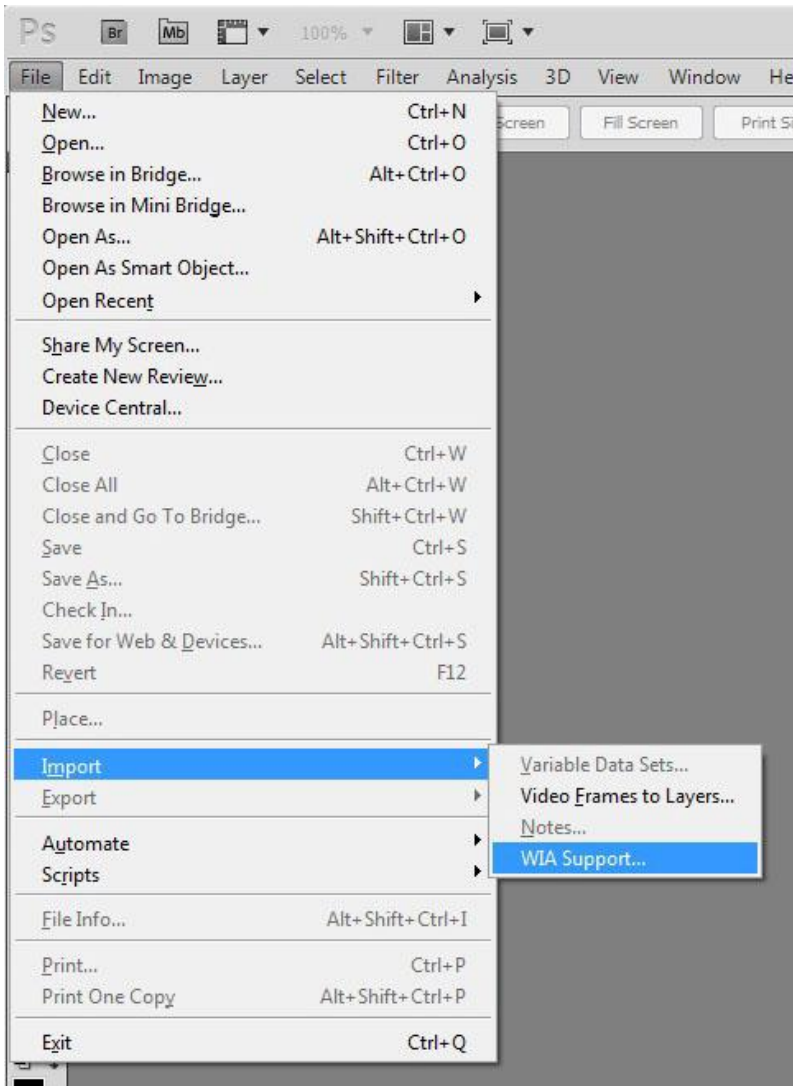 Ps Br Mb 100%
File Edit Image Layer Select Filter Analysis 3D View Window He
Screen Fill Screen Print Si
New... Ctrl+N
Open... Ctrl+O
Browse in Bridge... Alt+Ctrl+O
Browse in Mini Bridge...
Open As... Alt+Shift+Ctrl+O
Open As Smart Object...
Open Recent
Share My Screen...
Create New Review...
Device Central...
Close Ctrl+W
Close All Alt+Ctrl+W
Close and Go To Bridge... Shift+Ctrl+W
Save Ctrl+S
Save As... Shift+Ctrl+S
Check In...
Save for Web & Devices... Alt+Shift+Ctrl+S
Revert F12
Place...
Import
Export
Automate
Scripts
File Info... Alt+Shift+Ctrl+I
Print... Ctrl+P
Print One Copy Alt+Shift+Ctrl+P
Exit Ctrl+Q
Variable Data Sets...
Video Frames to Layers...
Notes...
WIA Support...